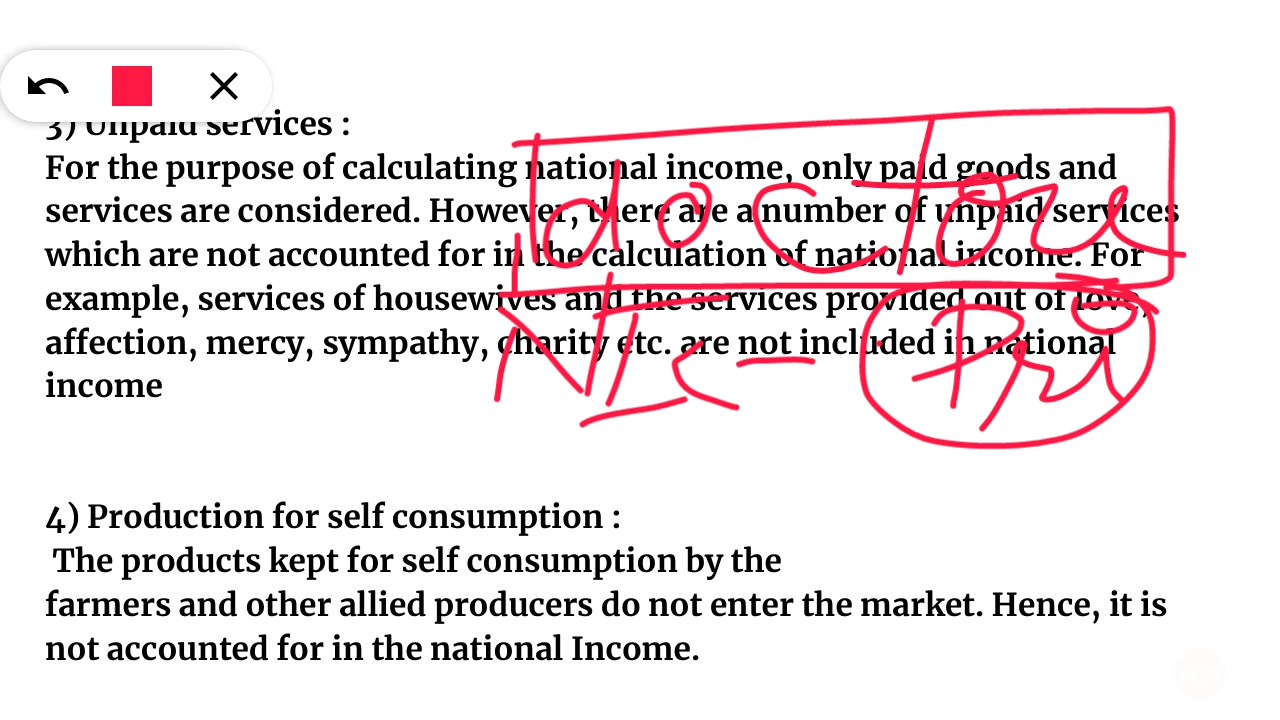 3) Unpaid services :
For the purpose of calculating national income, only paid goods and
services are considered. However, there are a number of unpaid services
which are not accounted for in the calculation of national income. For
example, services of housewives and the services provided out of love,
affection, mercy, sympathy, charity etc. are not included in national
income
4) Production for self consumption :
The products kept for self consumption by the
farmers and other allied producers do not enter the market. Hence, it is
not accounted for in the national Income.